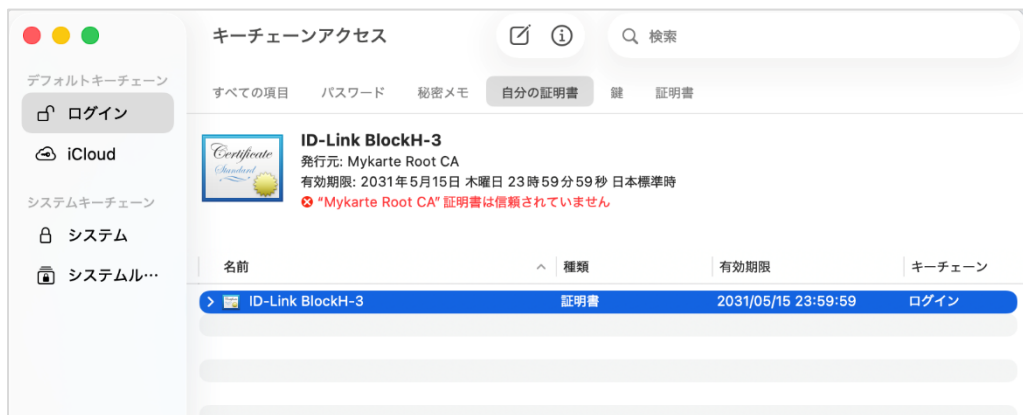 キーチェーンアクセス
検索
デフォルトキーチェーン
ログイン
iCloud
システムキーチェーン
システム
システムル…
すべての項目 パスワード 秘密メモ 自分の証明書 鍵 証明書
Certificate
Standard
ID-Link BlockH-3
発行元: Mykarte Root CA
有効期限: 2031年5月15日 木曜日 23時59分59秒 日本標準時
"Mykarte Root CA"証明書は信頼されていません
名前 種類 有効期限 キーチェーン
ID-Link BlockH-3 証明書 2031/05/15 23:59:59 ログイン